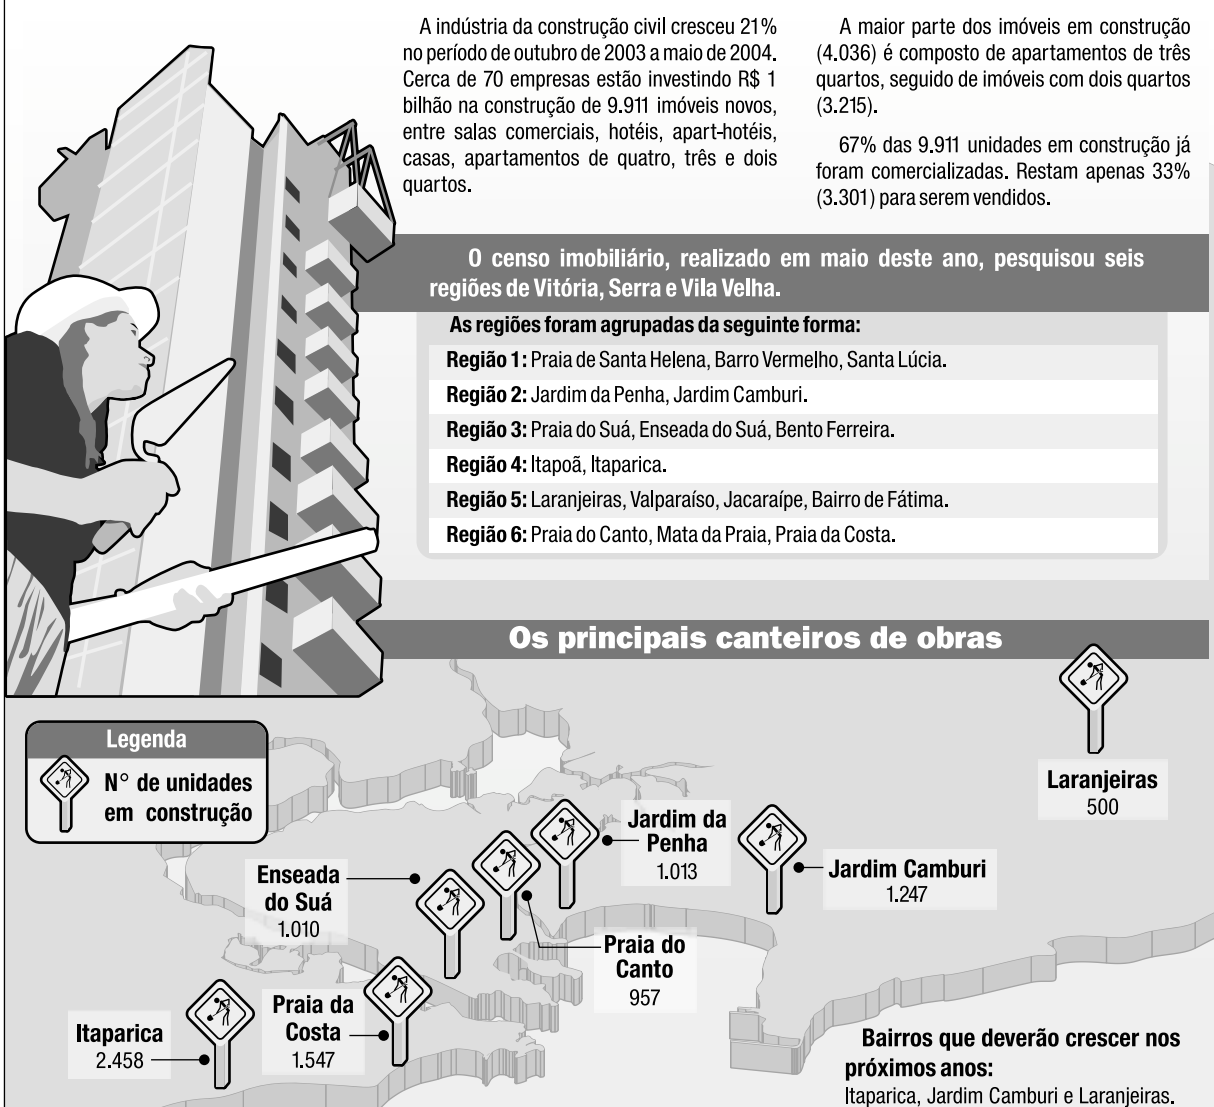 A indústria da construção civil cresceu 21%
no período de outubro de 2003 a maio de 2004.
Cerca de 70 empresas estão investindo R$ 1
bilhão na construção de 9.911 imóveis novos,
entre salas comerciais, hotéis, apart-hotéis,
casas, apartamentos de quatro, três e dois
quartos.
A maior parte dos imóveis em construção
(4.036) é composto de apartamentos de três
quartos, seguido de imóveis com dois quartos
(3.215).
67% das 9.911 unidades em construção já
foram comercializadas. Restam apenas 33%
(3.301) para serem vendidos.
O censo imobiliário, realizado em maio deste ano, pesquisou seis
regiões de Vitória, Serra e Vila Velha.
As regiões foram agrupadas da seguinte forma:
Região 1: Praia de Santa Helena, Barro Vermelho, Santa Lúcia.
Região 2: Jardim da Penha, Jardim Camburi.
Região 3: Praia do Suá, Enseada do Suá, Bento Ferreira.
Região 4: Itapoã, Itaparica.
Região 5: Laranjeiras, Valparaíso, Jacaraípe, Bairro de Fátima.
Região 6: Praia do Canto, Mata da Praia, Praia da Costa.
Os principais canteiros de obras
Legenda
N° de unidades
em construção
Laranjeiras
500
Jardim da
Penha
1.013
Jardim Camburi
1.247
Enseada
do Suá
1.010
Praia do
Canto
957
Praia da
Costa
1.547
Itaparica
2.458
Bairros que deverão crescer nos
próximos anos:
Itaparica, Jardim Camburi e Laranjeiras.